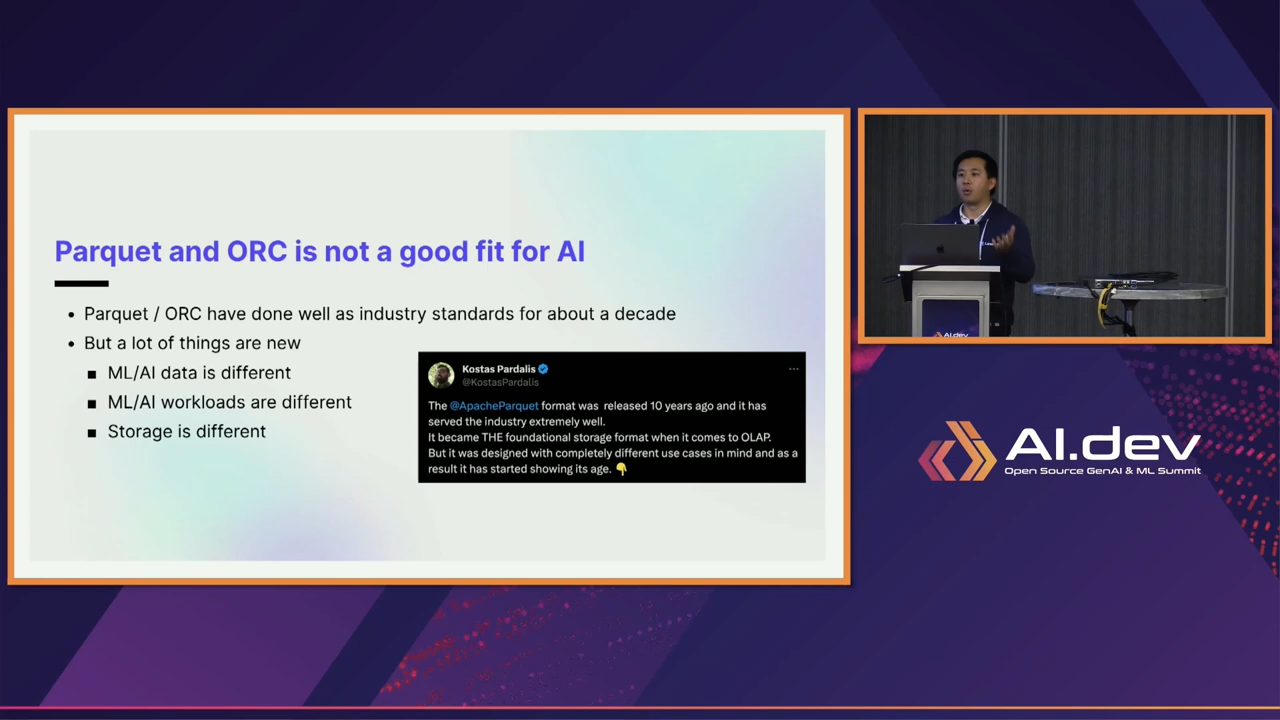 Parquet and ORC is not a good fit for AI
• Parquet / ORC have done well as industry standards for about a decade
• But a lot of things are new
▪ ML/AI data is different
▪ ML/AI workloads are different
▪ Storage is different
Kostas Pardalis
@KostasPardalis
The @ApacheParquet format was released 10 years ago and it has
served the industry extremely well.
It became THE foundational storage format when it comes to OLAP.
But it was designed with completely different use cases in mind and as a
result it has started showing its age. 👇
AI.dev
AI.dev
Open Source GenAI & ML Summit